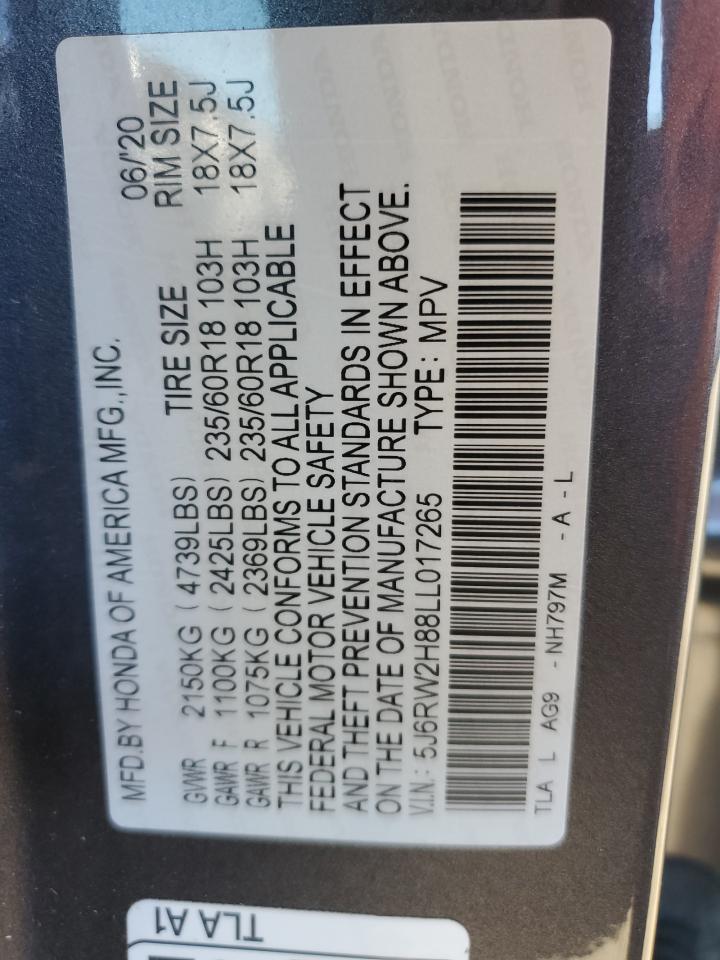 MFD.BY HONDA OF AMERICA MFG.,INC. 06/'20
TIRE SIZE RIM SIZE
GVWR 2150KG ( 4739LBS)
GAWR F 1100KG ( 2425LBS) 235/60R18 103H 18X7.5J
GAWR R 1075KG ( 2369LBS) 235/60R18 103H 18X7.5J
THIS VEHICLE CONFORMS TO ALL APPLICABLE
FEDERAL MOTOR VEHICLE SAFETY
AND THEFT PREVENTION STANDARDS IN EFFECT
ON THE DATE OF MANUFACTURE SHOWN ABOVE.
V.I.N.: 5J6RW2H88LL017265 TYPE: MPV
TLA L AG9 - NH797M - A - L
TLA A1